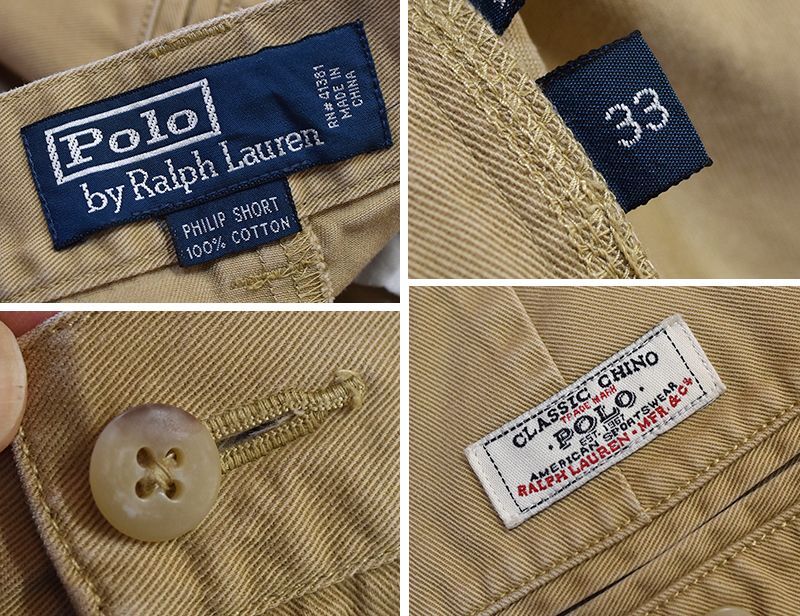 Polo
by Ralph Lauren
RN#41381
MADE IN
CHINA
PHILIP SHORT
100% COTTON
33
CLASSIC CHINO
TRADE MARK
·POLO·
EST. 1967
AMERICAN SPORTSWEAR
RALPH LAUREN·MFR.&Co.